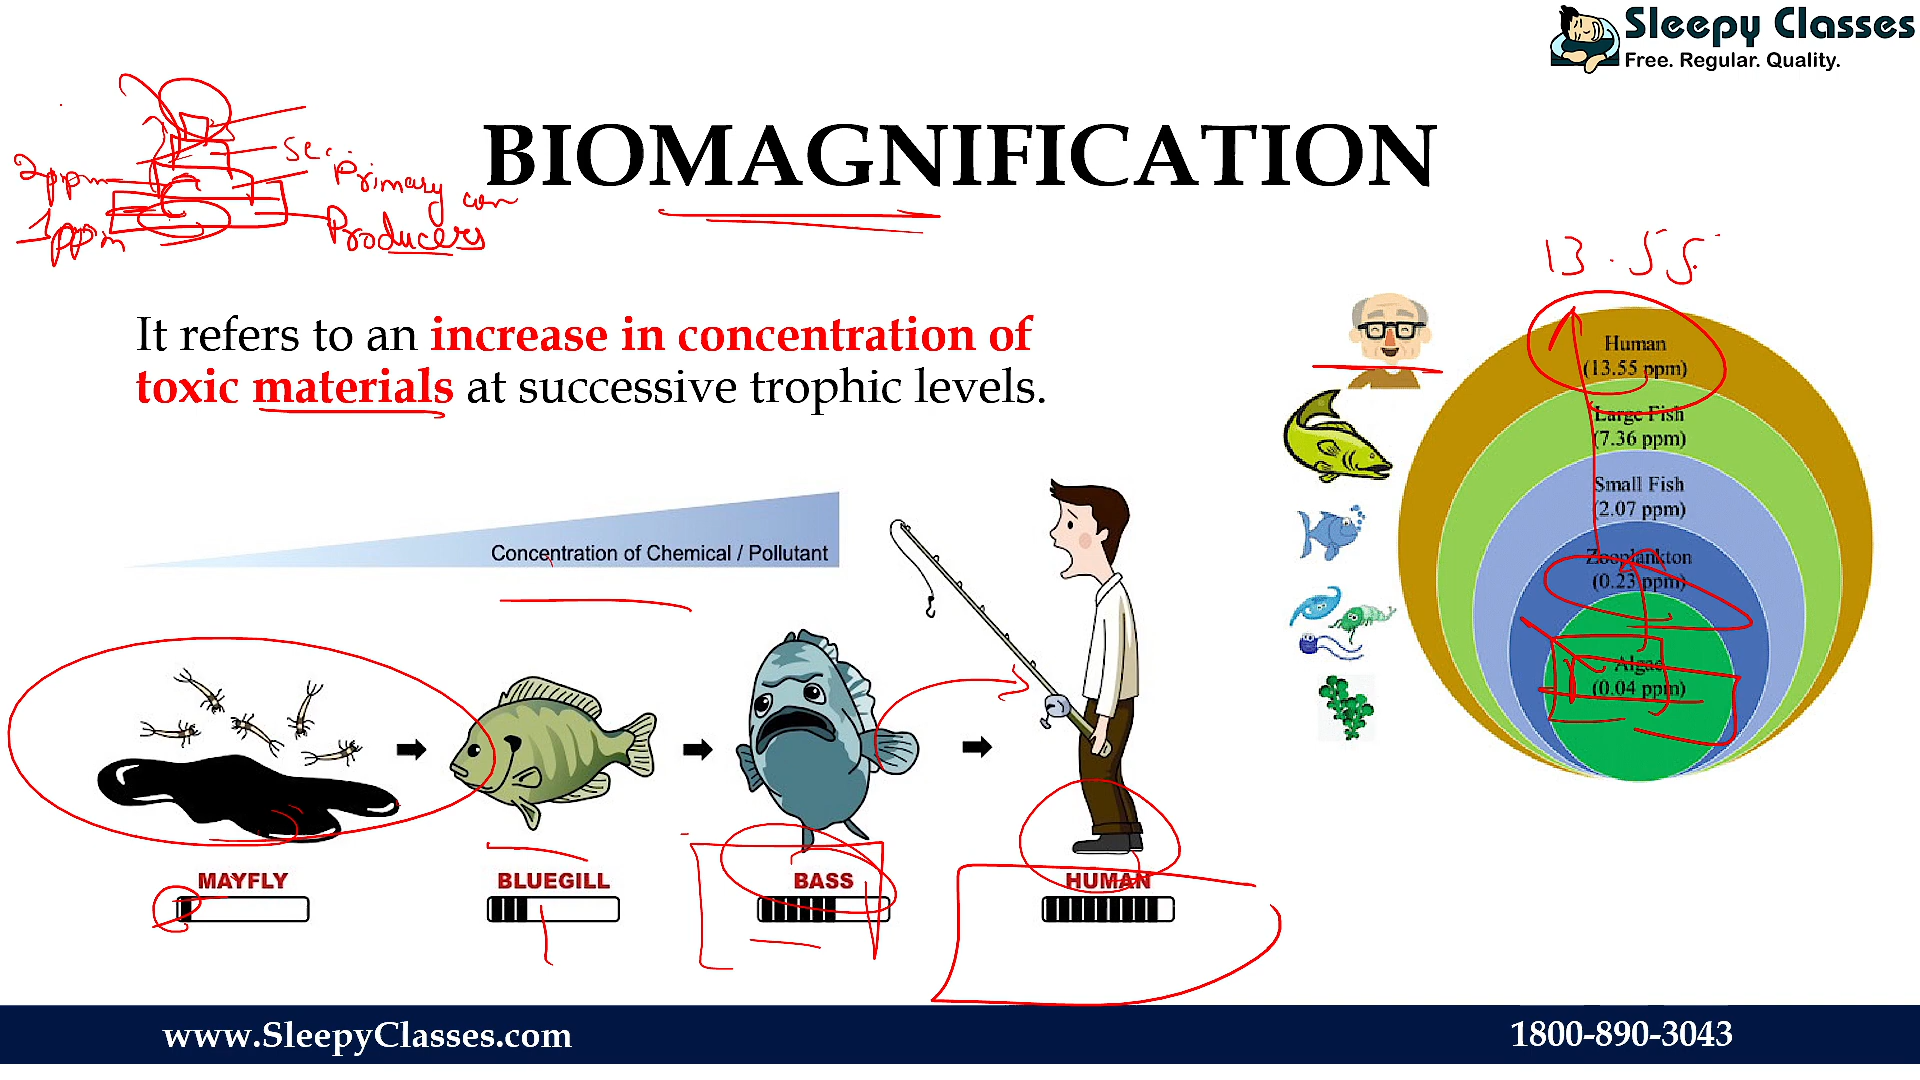 Sleepy Classes
Free. Regular. Quality.
BIOMAGNIFICATION
Sec
2ppm
Primary con
1ppm
Producers
13.55
It refers to an increase in concentration of
toxic materials at successive trophic levels.
Human
(13.55 ppm)
Large Fish
(7.36 ppm)
Small Fish
(2.07 ppm)
Zooplankton
(0.23 ppm)
Algae
(0.04 ppm)
Concentration of Chemical / Pollutant
MAYFLY
BLUEGILL
BASS
HUMAN
www.SleepyClasses.com
1800-890-3043